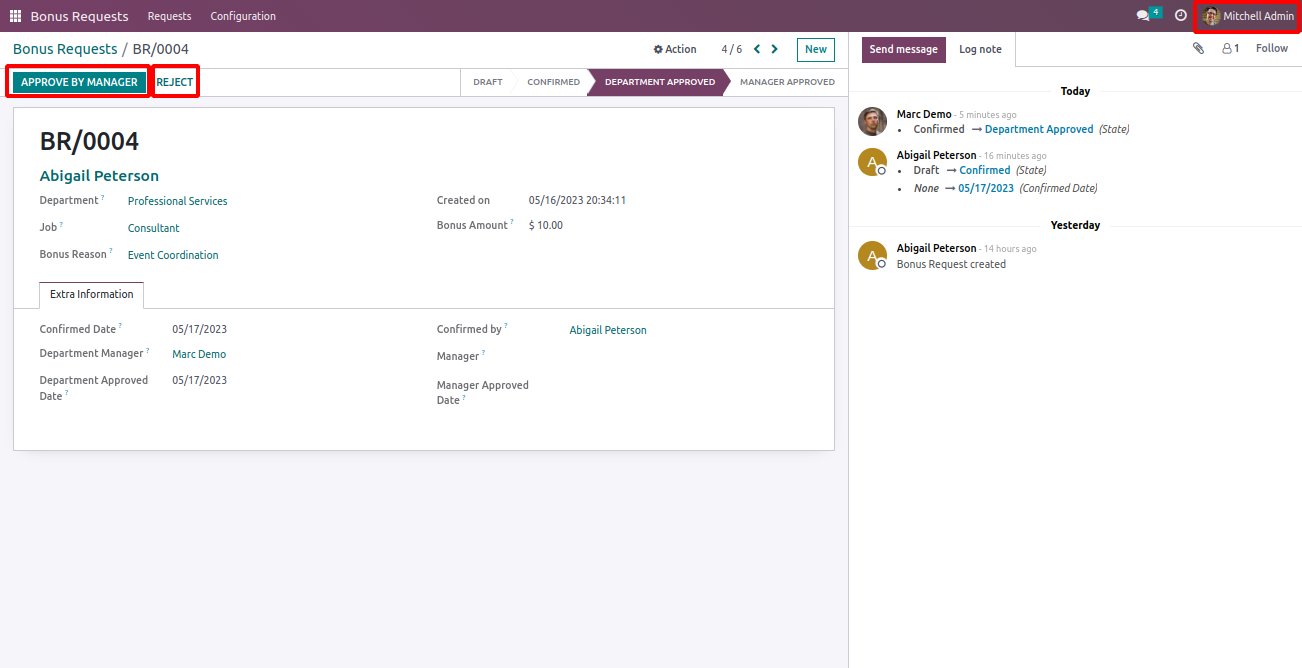 Bonus Requests Requests Configuration 4 Mitchell Admin
Bonus Requests / BR/0004 Action 4 / 6 New
APPROVE BY MANAGER REJECT DRAFT CONFIRMED DEPARTMENT APPROVED MANAGER APPROVED
BR/0004
Abigail Peterson
Department ? Professional Services
Job ? Consultant
Bonus Reason ? Event Coordination
Created on 05/16/2023 20:34:11
Bonus Amount ? $ 10.00
Extra Information
Confirmed Date ? 05/17/2023
Department Manager ? Marc Demo
Department Approved
Date ? 05/17/2023
Confirmed by ? Abigail Peterson
Manager ?
Manager Approved
Date ?
Send message Log note 1 Follow
Today
Marc Demo - 5 minutes ago
• Confirmed → Department Approved (State)
A Abigail Peterson - 16 minutes ago
• Draft → Confirmed (State)
• None → 05/17/2023 (Confirmed Date)
Yesterday
A Abigail Peterson - 14 hours ago
Bonus Request created